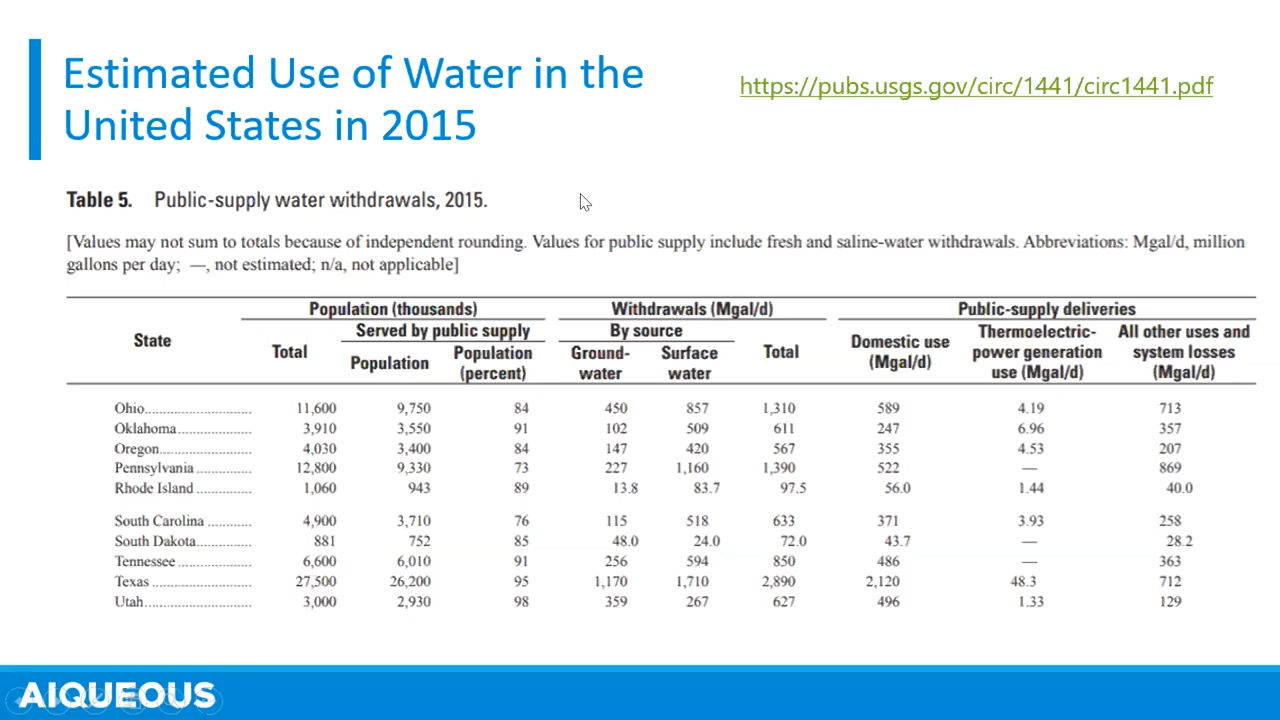 Estimated Use of Water in the
United States in 2015
https://pubs.usgs.gov/circ/1441/circ1441.pdf
Table 5. Public-supply water withdrawals, 2015.
[Values may not sum to totals because of independent rounding. Values for public supply include fresh and saline-water withdrawals. Abbreviations: Mgal/d, million
gallons per day; —, not estimated; n/a, not applicable]
State
Population (thousands)
Total
Served by public supply
Population
Population
(percent)
Withdrawals (Mgal/d)
By source
Ground-
water
Surface
water
Total
Public-supply deliveries
Domestic use
(Mgal/d)
Thermoelectric-
power generation
use (Mgal/d)
All other uses and
system losses
(Mgal/d)
Ohio 11,600 9,750 84 450 857 1,310 589 4.19 713
Oklahoma 3,910 3,550 91 102 509 611 247 6.96 357
Oregon 4,030 3,400 84 147 420 567 355 4.53 207
Pennsylvania 12,800 9,330 73 227 1,160 1,390 522 — 869
Rhode Island 1,060 943 89 13.8 83.7 97.5 56.0 1.44 40.0
South Carolina 4,900 3,710 76 115 518 633 371 3.93 258
South Dakota 881 752 85 48.0 24.0 72.0 43.7 — 28.2
Tennessee 6,600 6,010 91 256 594 850 486 — 363
Texas 27,500 26,200 95 1,170 1,710 2,890 2,120 48.3 712
Utah 3,000 2,930 98 359 267 627 496 1.33 129
AIQUEOUS